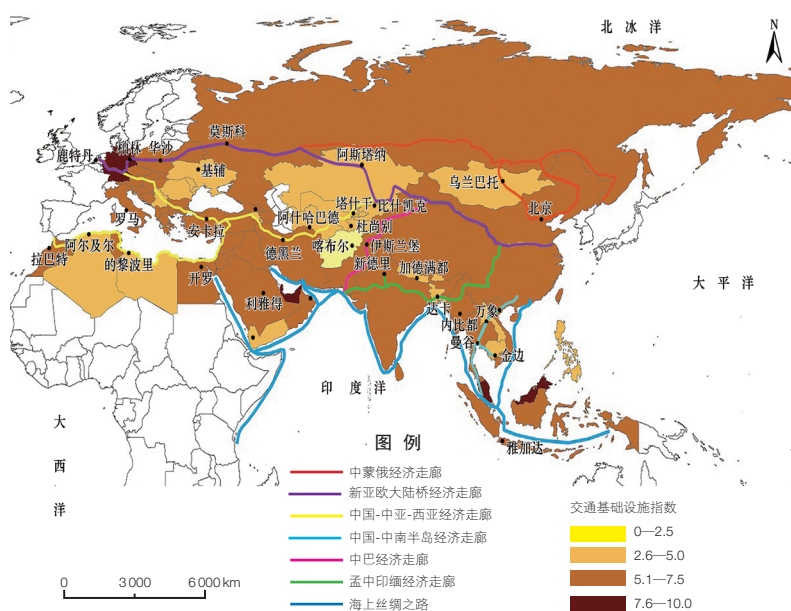 北冰洋
N
莫斯科
鹿特丹
柏林
华沙
阿斯塔纳
基辅
乌兰巴托
塔什干
比什凯克
北京
罗马
阿什哈巴德
安卡拉
杜尚别
阿尔及尔
德黑兰
喀布尔
伊斯兰堡
拉巴特
的黎波里
开罗
新德里
加德满都
大平洋
利雅得
达卡
万象
内比都
曼谷
金边
印度洋
大西洋
雅加达
图例
中蒙俄经济走廊
新亚欧大陆桥经济走廊
中国-中亚-西亚经济走廊
中国-中南半岛经济走廊
中巴经济走廊
孟中印缅经济走廊
海上丝绸之路
交通基础设施指数
0—2.5
2.6—5.0
5.1—7.5
7.6—10.0
0 3000 6000 km